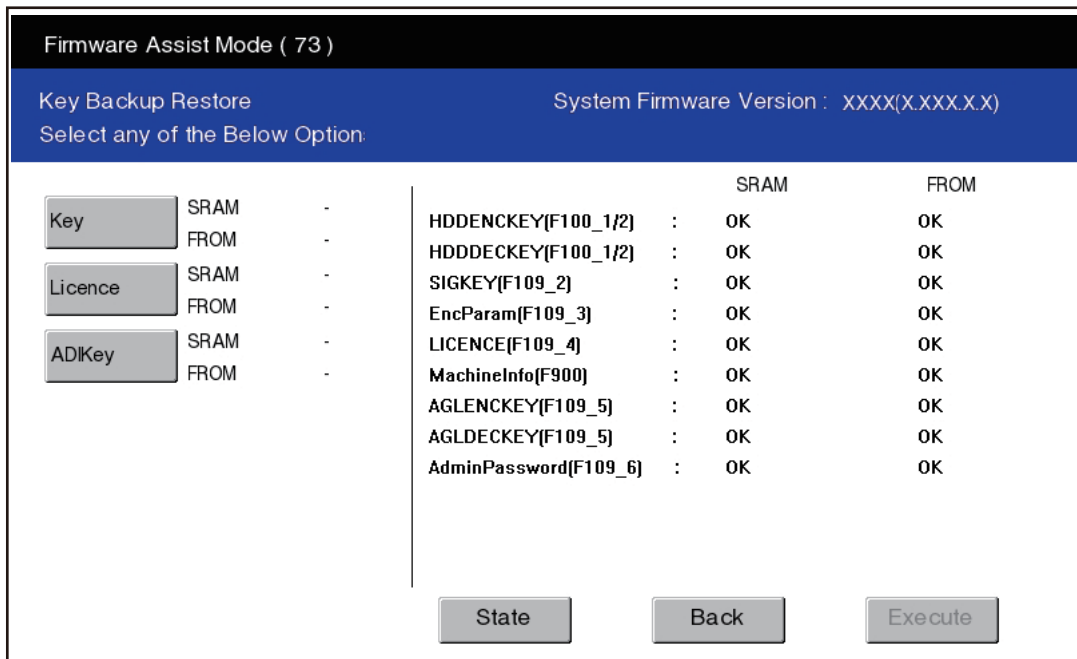 Firmware Assist Mode ( 73 )
Key Backup Restore
System Firmware Version : XXXX(X.XXX.X.X)
Select any of the Below Option
SRAM FROM
Key SRAM -
FROM -
Licence SRAM -
FROM -
ADIKey SRAM -
FROM -
HDDENCKEY(F100_1/2) : OK OK
HDDDECKEY(F100_1/2) : OK OK
SIGKEY(F109_2) : OK OK
EncParam(F109_3) : OK OK
LICENCE(F109_4) : OK OK
MachineInfo(F900) : OK OK
AGLENCKEY(F109_5) : OK OK
AGLDECKEY(F109_5) : OK OK
AdminPassword(F109_6) : OK OK
State Back Execute